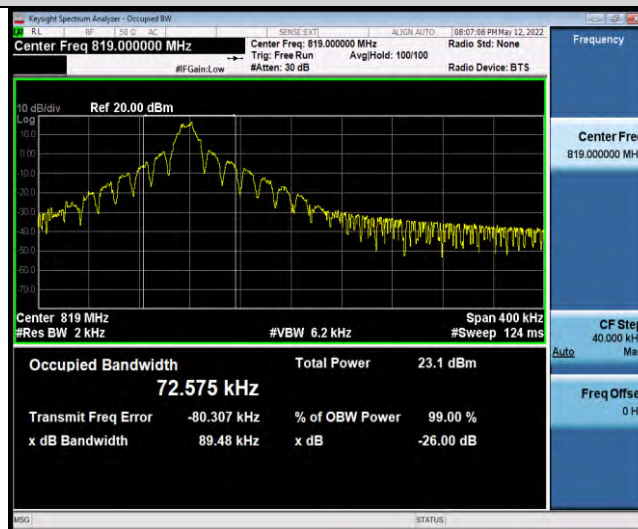 Keysight Spectrum Analyzer - Occupied BW
RL RF 50 Ω AC SENSE:EXT ALIGN AUTO 08:07:08 PM May 12, 2022
Center Freq 819.000000 MHz
Center Freq: 819.000000 MHz Radio Std: None
Trig: Free Run Avg|Hold: 100/100
#IFGain:Low #Atten: 30 dB Radio Device: BTS
Frequency
10 dB/div Ref 20.00 dBm
Log
10.0
0.00
-10.0
-20.0
-30.0
-40.0
-50.0
-60.0
-70.0
Center Fre
819.000000 MH
Center 819 MHz Span 400 kHz
#Res BW 2 kHz #VBW 6.2 kHz #Sweep 124 ms
CF Step
40.000 kH
Auto Ma
Occupied Bandwidth Total Power 23.1 dBm
72.575 kHz
Transmit Freq Error -80.307 kHz % of OBW Power 99.00 %
x dB Bandwidth 89.48 kHz x dB -26.00 dB
Freq Offse
0 H
MSG STATUS